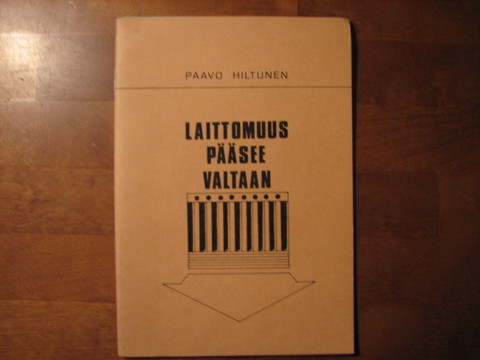 PAAVO HILTUNEN
LAITTOMUUS
PÄÄSEE
VALTAAN